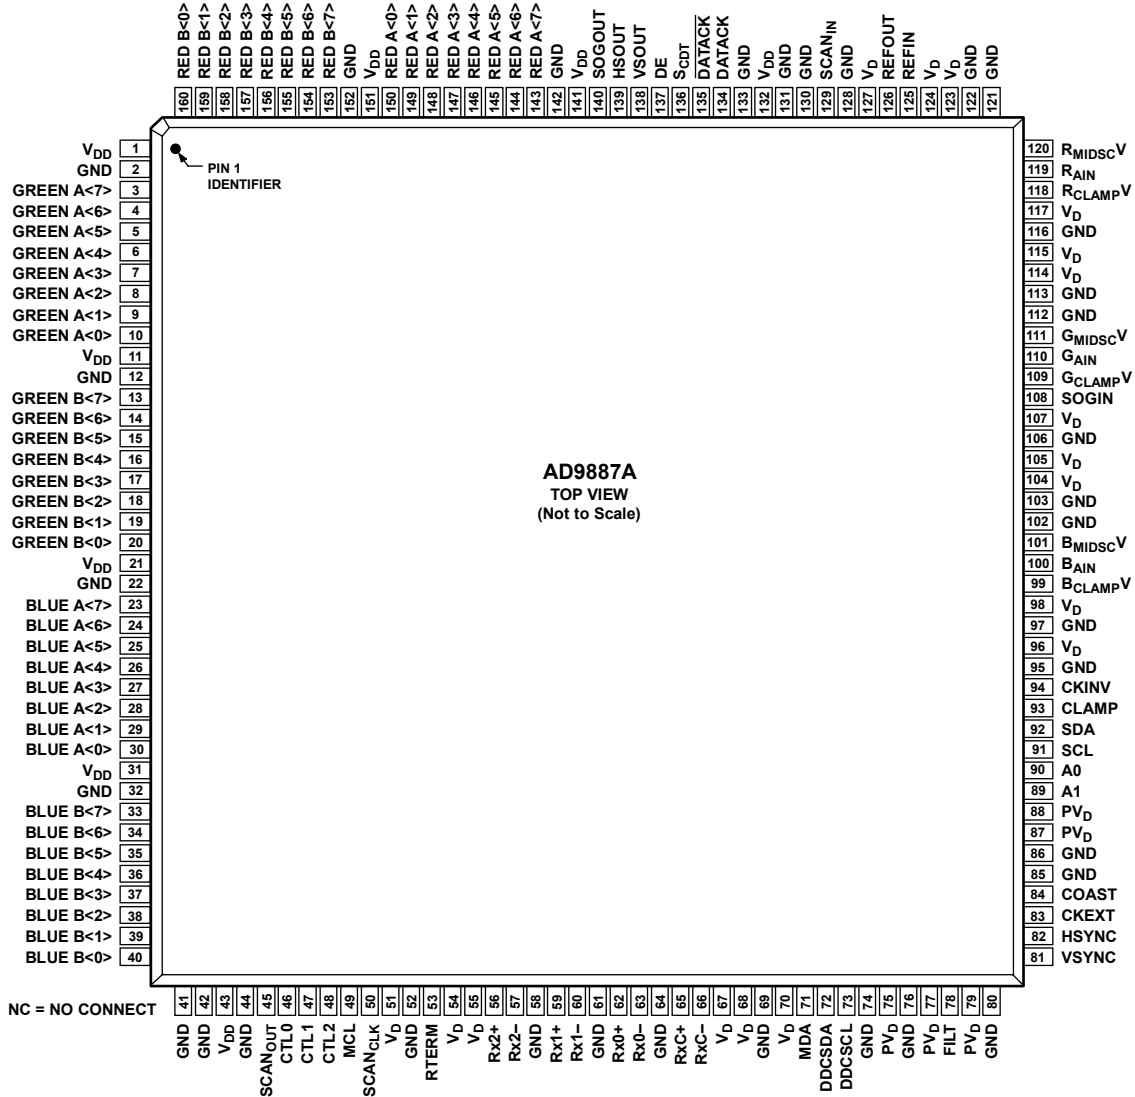 RED B<0>
RED B<1>
RED B<2>
RED B<3>
RED B<4>
RED B<5>
RED B<6>
RED B<7>
GND
VDD
RED A<0>
RED A<1>
RED A<2>
RED A<3>
RED A<4>
RED A<5>
RED A<6>
RED A<7>
GND
VDD
SOGOUT
HSOUT
VSOUT
DE
SCDT
DATACK
DATACK
GND
VDD
GND
GND
SCANIN
GND
VD
REFOUT
REFIN
VD
VD
GND
GND
160 159 158 157 156 155 154 153 152 151 150 149 148 147 146 145 144 143 142 141 140 139 138 137 136 135 134 133 132 131 130 129 128 127 126 125 124 123 122 121
VDD 1
GND 2
GREEN A<7> 3
GREEN A<6> 4
GREEN A<5> 5
GREEN A<4> 6
GREEN A<3> 7
GREEN A<2> 8
GREEN A<1> 9
GREEN A<0> 10
VDD 11
GND 12
GREEN B<7> 13
GREEN B<6> 14
GREEN B<5> 15
GREEN B<4> 16
GREEN B<3> 17
GREEN B<2> 18
GREEN B<1> 19
GREEN B<0> 20
VDD 21
GND 22
BLUE A<7> 23
BLUE A<6> 24
BLUE A<5> 25
BLUE A<4> 26
BLUE A<3> 27
BLUE A<2> 28
BLUE A<1> 29
BLUE A<0> 30
VDD 31
GND 32
BLUE B<7> 33
BLUE B<6> 34
BLUE B<5> 35
BLUE B<4> 36
BLUE B<3> 37
BLUE B<2> 38
BLUE B<1> 39
BLUE B<0> 40
PIN 1
IDENTIFIER
AD9887A
TOP VIEW
(Not to Scale)
120 RMIDSCV
119 RAIN
118 RCLAMPV
117 VD
116 GND
115 VD
114 VD
113 GND
112 GND
111 GMIDSCV
110 GAIN
109 GCLAMPV
108 SOGIN
107 VD
106 GND
105 VD
104 VD
103 GND
102 GND
101 BMIDSCV
100 BAIN
99 BCLAMPV
98 VD
97 GND
96 VD
95 GND
94 CKINV
93 CLAMP
92 SDA
91 SCL
90 A0
89 A1
88 PVD
87 PVD
86 GND
85 GND
84 COAST
83 CKEXT
82 HSYNC
81 VSYNC
NC = NO CONNECT
41 42 43 44 45 46 47 48 49 50 51 52 53 54 55 56 57 58 59 60 61 62 63 64 65 66 67 68 69 70 71 72 73 74 75 76 77 78 79 80
GND
GND
VDD
GND
SCANOUT
CTL0
CTL1
CTL2
MCL
SCANCLK
VD
GND
RTERM
VD
VD
Rx2+
Rx2–
GND
Rx1+
Rx1–
GND
Rx0+
Rx0–
GND
RxC+
RxC–
VD
VD
GND
VD
MDA
DDCSDA
DDCSCL
GND
PVD
GND
PVD
FILT
PVD
GND